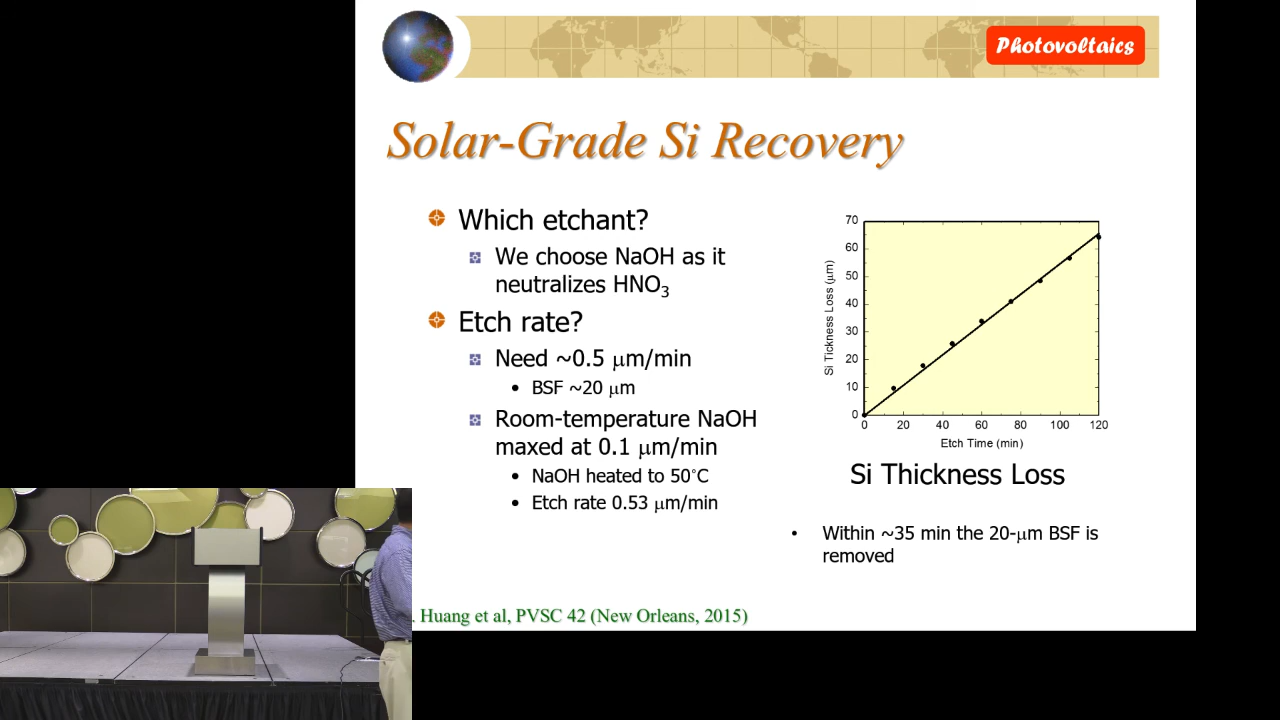 Photovoltaics
Solar-Grade Si Recovery
Which etchant?
We choose NaOH as it
neutralizes HNO3
Etch rate?
Need ~0.5 μm/min
• BSF ~20 μm
Room-temperature NaOH
maxed at 0.1 μm/min
• NaOH heated to 50°C
• Etch rate 0.53 μm/min
70
60
50
40
30
20
10
0
Si Tickness Loss (μm)
0 20 40 60 80 100 120
Etch Time (min)
Si Thickness Loss
• Within ~35 min the 20-μm BSF is
removed
. Huang et al, PVSC 42 (New Orleans, 2015)